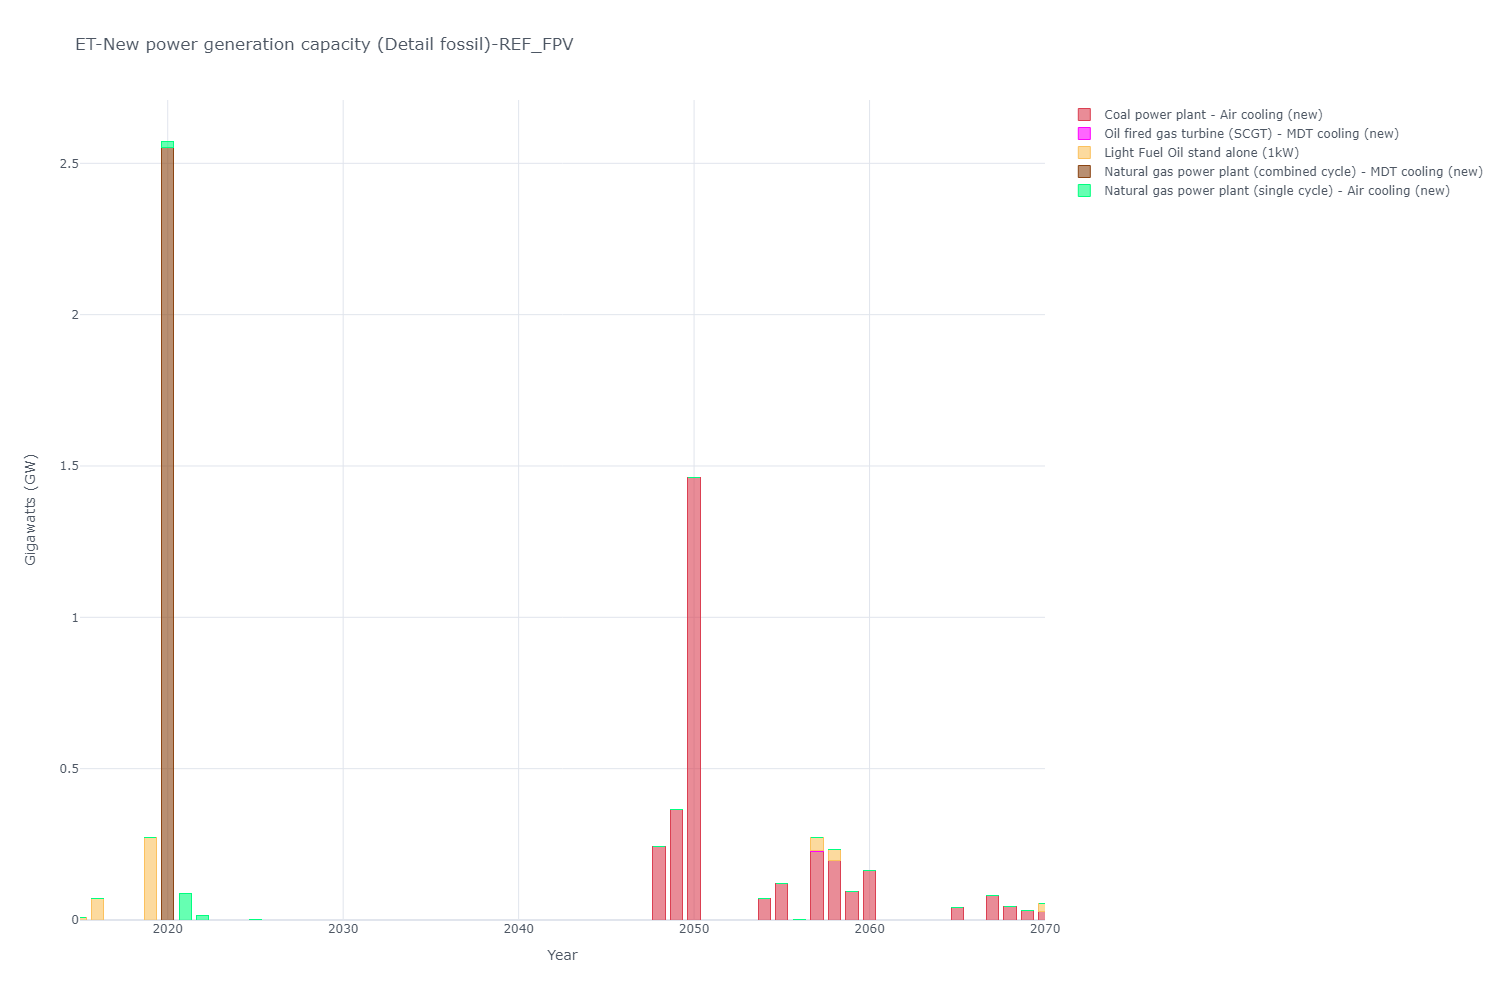 ET-New power generation capacity (Detail fossil)-REF_FPV
Coal power plant - Air cooling (new)
Oil fired gas turbine (SCGT) - MDT cooling (new)
Light Fuel Oil stand alone (1kW)
Natural gas power plant (combined cycle) - MDT cooling (new)
Natural gas power plant (single cycle) - Air cooling (new)
2.5
2
1.5
1
0.5
0
Gigawatts (GW)
2020
2030
2040
2050
2060
2070
Year